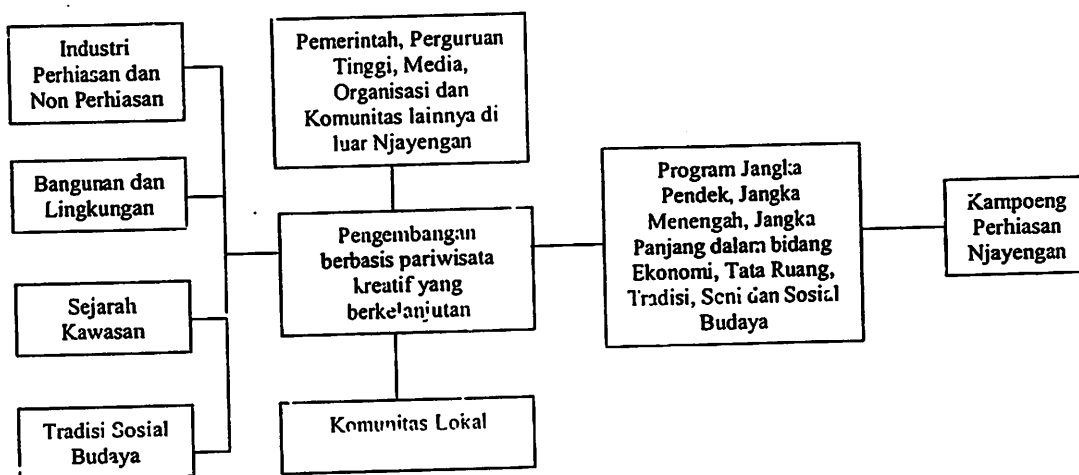 Industri
Perhiasan dan
Non Perhiasan
Bangunan dan
Lingkungan
Sejarah
Kawasan
Tradisi Sosial
Budaya
Pemerintah, Perguruan
Tinggi, Media,
Organisasi dan
Komunitas lainnya di
luar Njayengan
Pengembangan
berbasis pariwisata
kreatif yang
berkelanjutan
Komunitas Lokal
Program Jangka
Pendek, Jangka
Menengah, Jangka
Panjang dalam bidang
Ekonomi, Tata Ruang,
Tradisi, Seni dan Sosial
Budaya
Kampoeng
Perhiasan
Njayengan